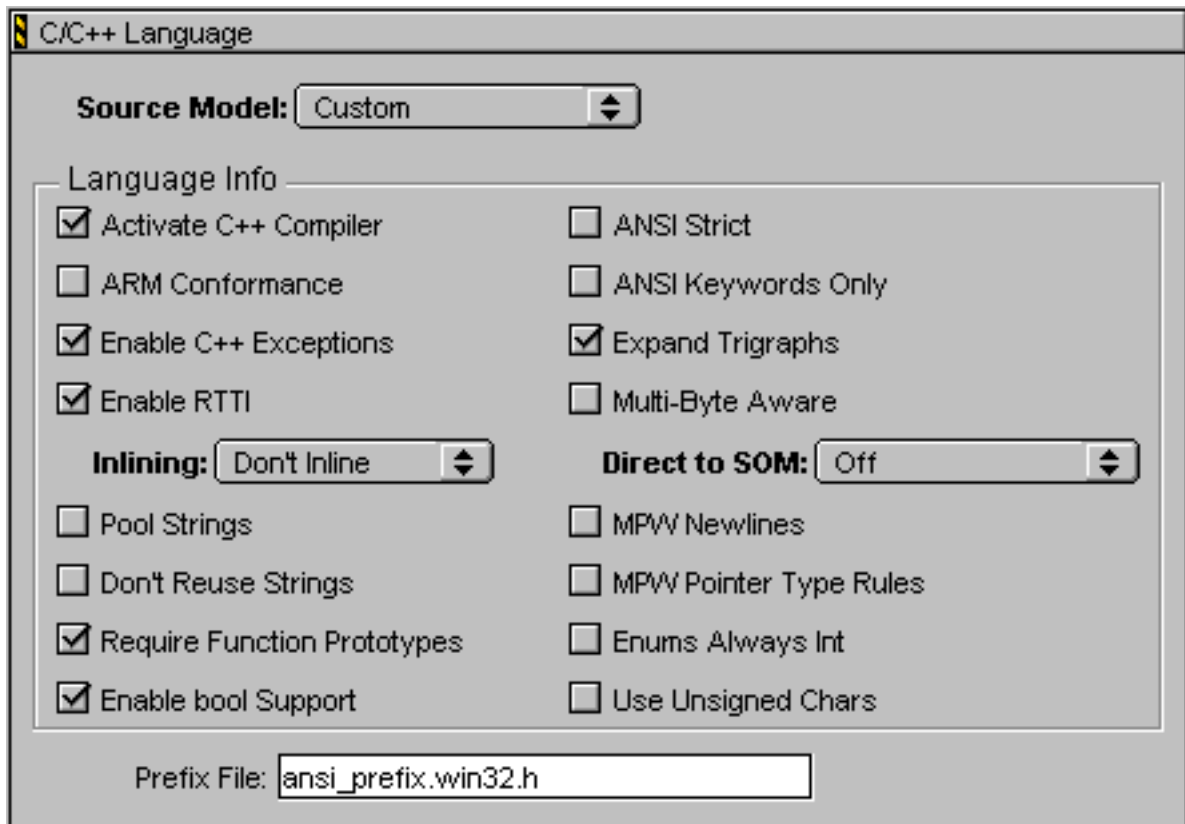 C/C++ Language
Source Model: Custom
Language Info
Activate C++ Compiler ANSI Strict
ARM Conformance ANSI Keywords Only
Enable C++ Exceptions Expand Trigraphs
Enable RTTI Multi-Byte Aware
Inlining: Don't Inline Direct to SOM: Off
Pool Strings MPW Newlines
Don't Reuse Strings MPW Pointer Type Rules
Require Function Prototypes Enums Always Int
Enable bool Support Use Unsigned Chars
Prefix File: ansi_prefix.win32.h